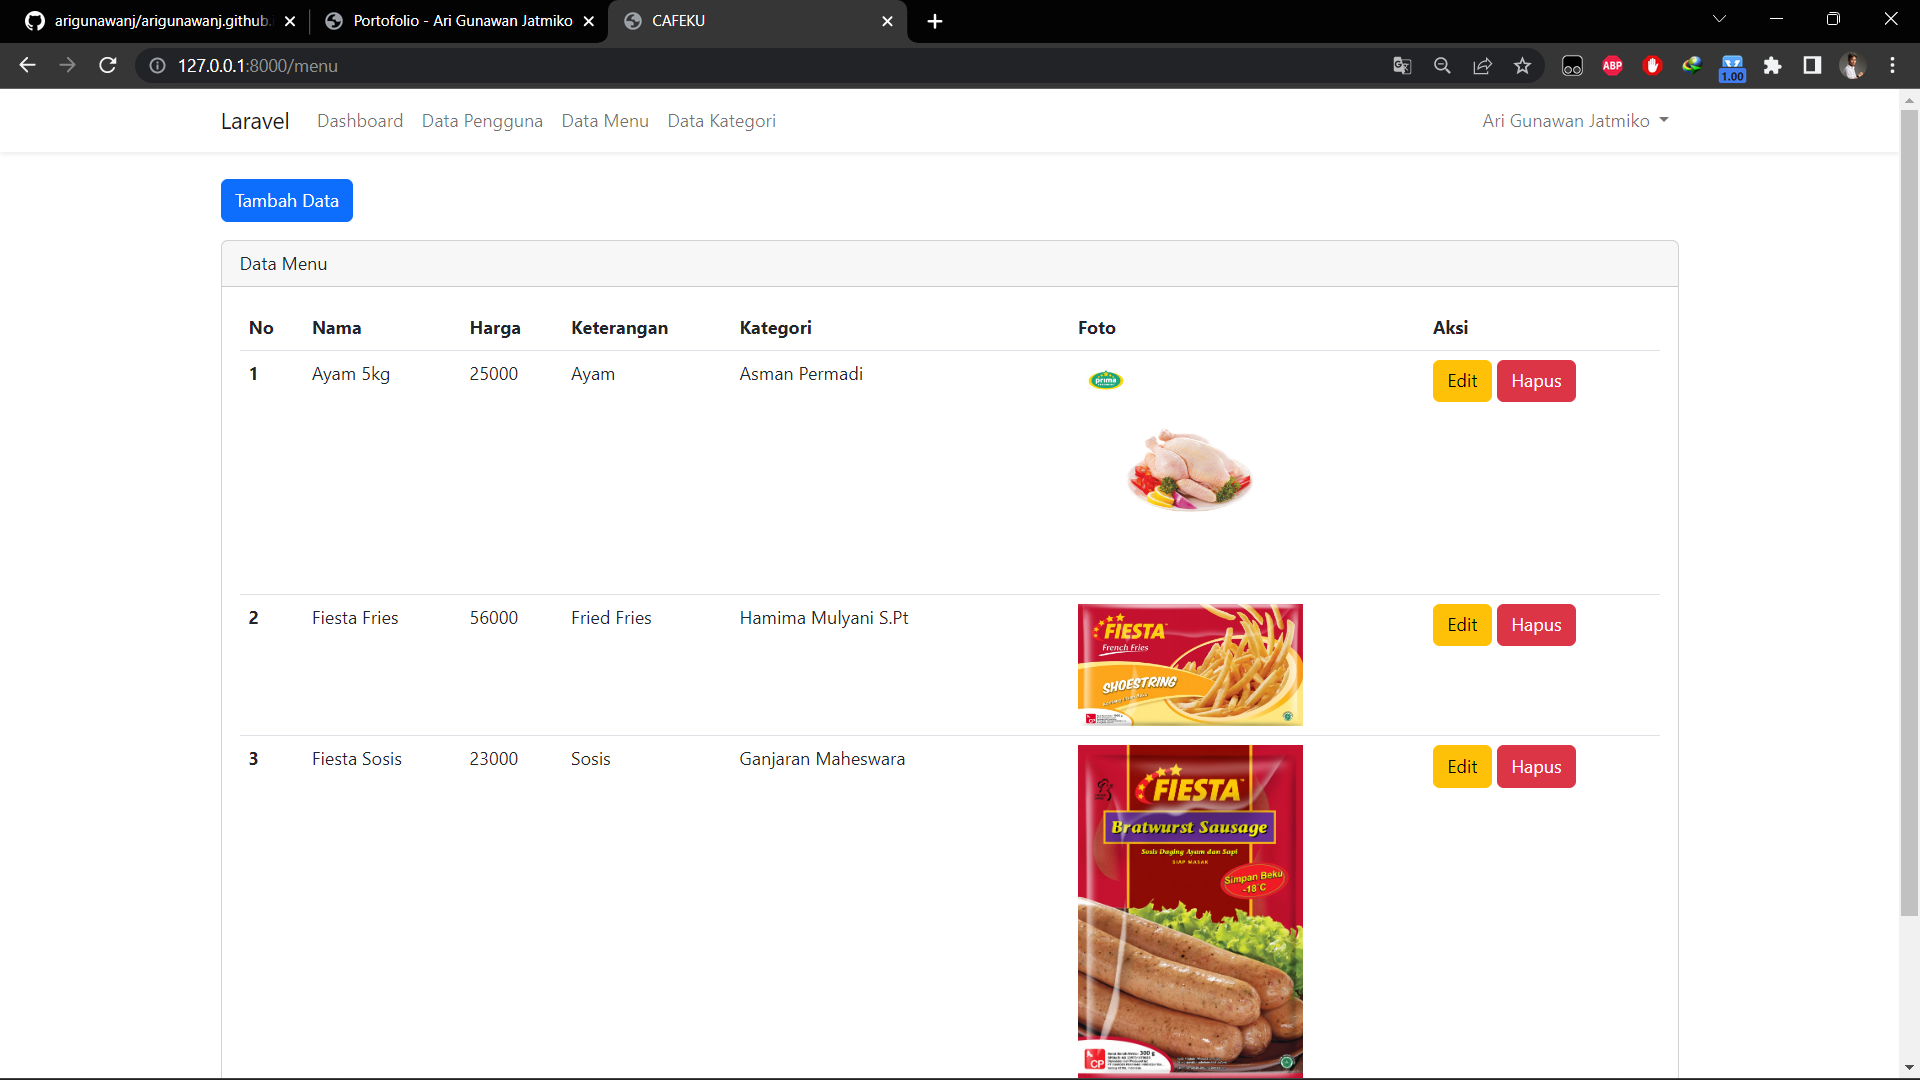 arigunawanj/arigunawanj.github.
Portofolio - Ari Gunawan Jatmiko
CAFEKU
127.0.0.1:8000/menu
ABP
1.00
Laravel Dashboard Data Pengguna Data Menu Data Kategori Ari Gunawan Jatmiko
Tambah Data
Data Menu
No Nama Harga Keterangan Kategori Foto Aksi
1 Ayam 5kg 25000 Ayam Asman Permadi Edit Hapus
prima
2 Fiesta Fries 56000 Fried Fries Hamima Mulyani S.Pt Edit Hapus
FIESTA
French Fries
SHOESTRING
3 Fiesta Sosis 23000 Sosis Ganjaran Maheswara Edit Hapus
FIESTA
Bratwurst Sausage
Sosis Daging Ayam dan Sapi
SIAP MASAK
Simpan Beku
-18 C
CP
300 g